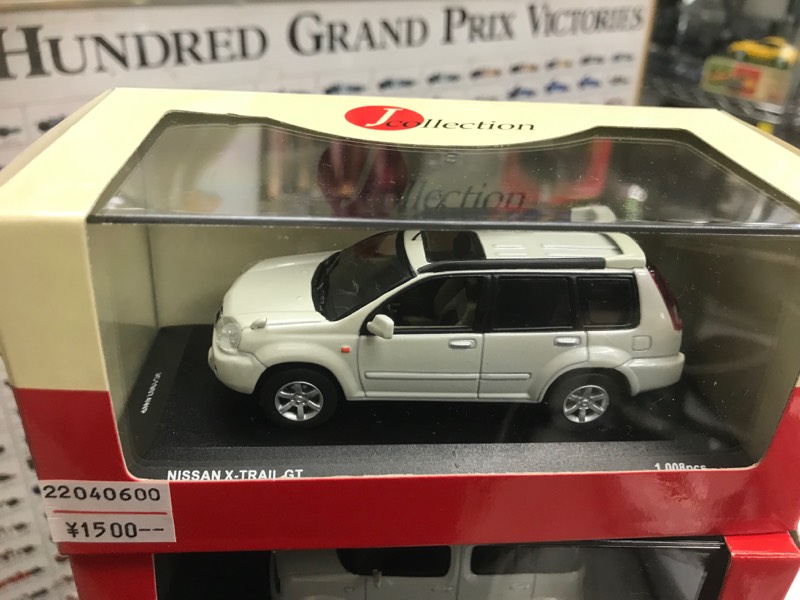 HUNDRED GRAND PRIX VICTORIES
J-collection
J-collection
NISSAN X-TRAIL GT
1,008pcs
22040600
¥1500--